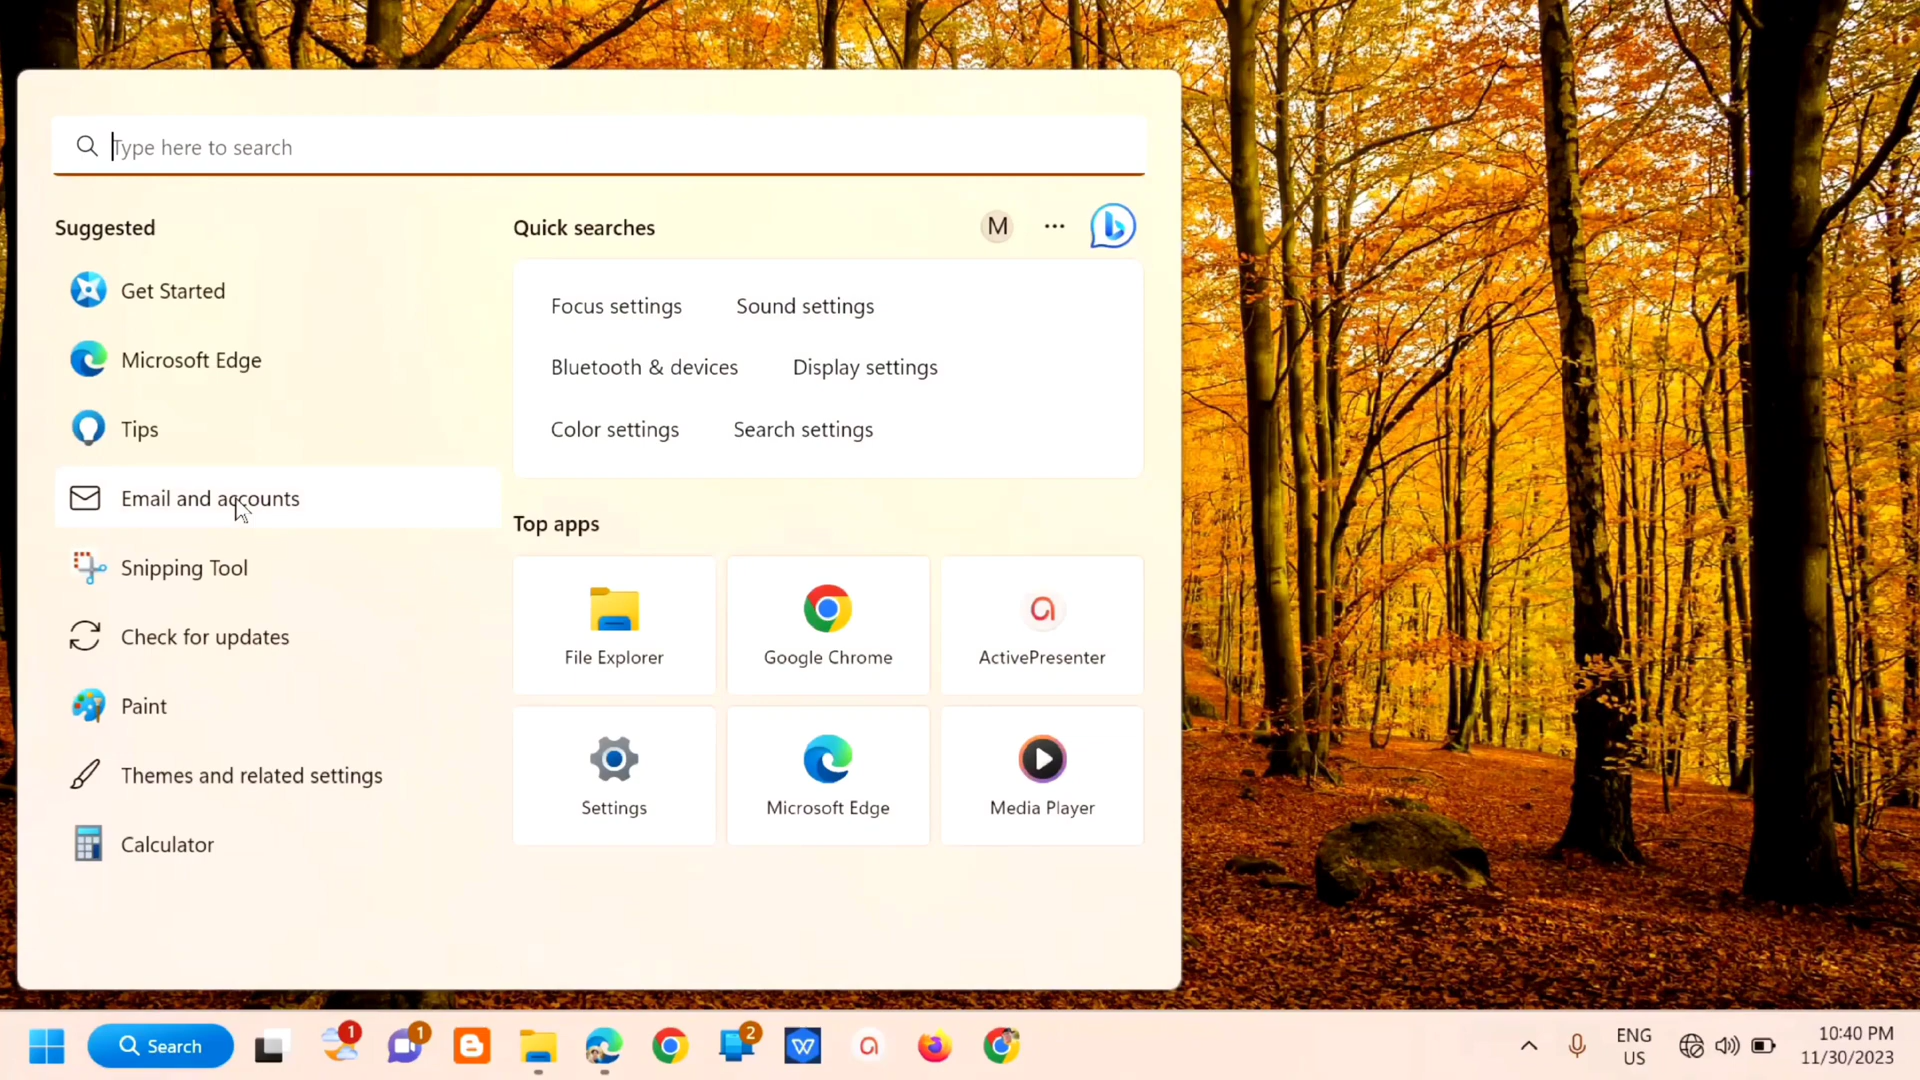 Type here to search
Suggested
Get Started
Microsoft Edge
Tips
Email and accounts
Snipping Tool
Check for updates
Paint
Themes and related settings
Calculator
Quick searches
M
Focus settings Sound settings
Bluetooth & devices Display settings
Color settings Search settings
Top apps
File Explorer Google Chrome ActivePresenter
Settings Microsoft Edge Media Player
Search
1
1
2
W
ENG
US
10:40 PM
11/30/2023